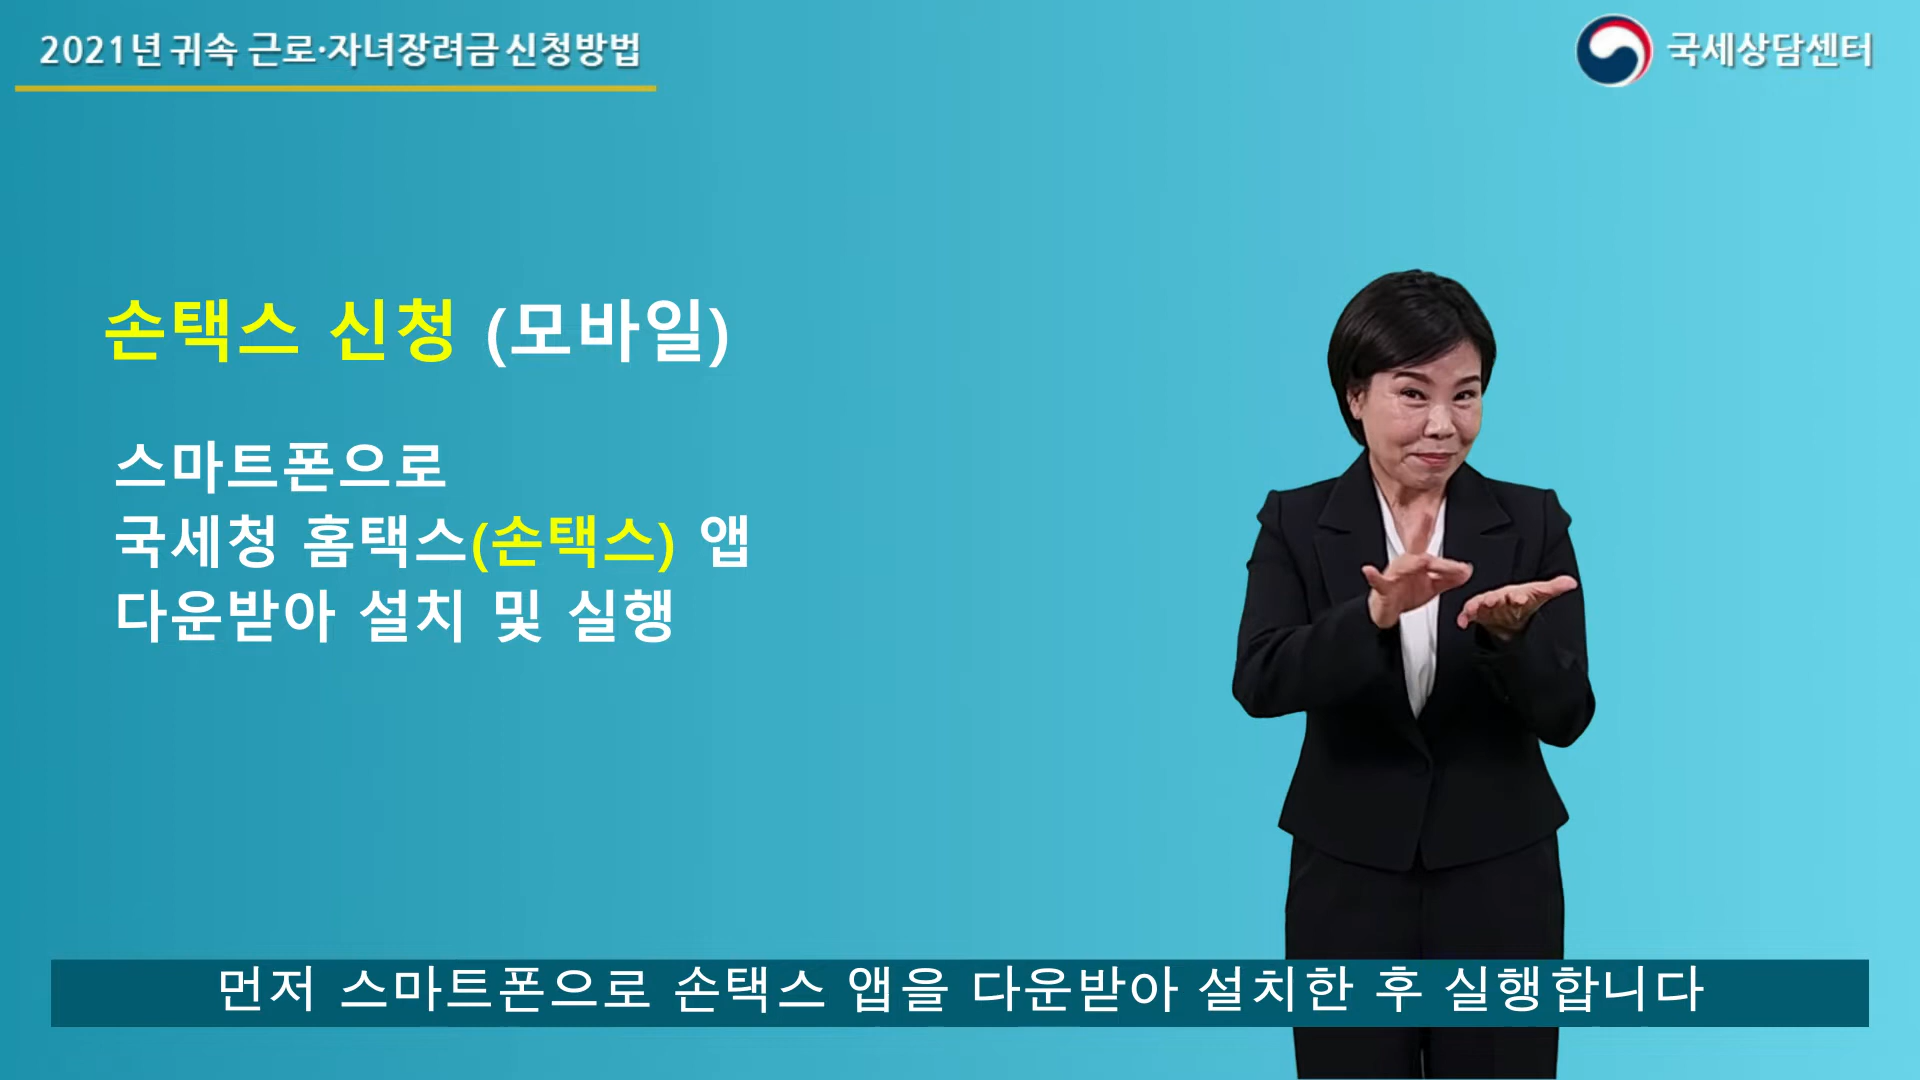 2021년 귀속 근로·자녀장려금 신청방법
국세상담센터
손택스 신청 (모바일)
스마트폰으로
국세청 홈택스(손택스) 앱
다운받아 설치 및 실행
먼저 스마트폰으로 손택스 앱을 다운받아 설치한 후 실행합니다